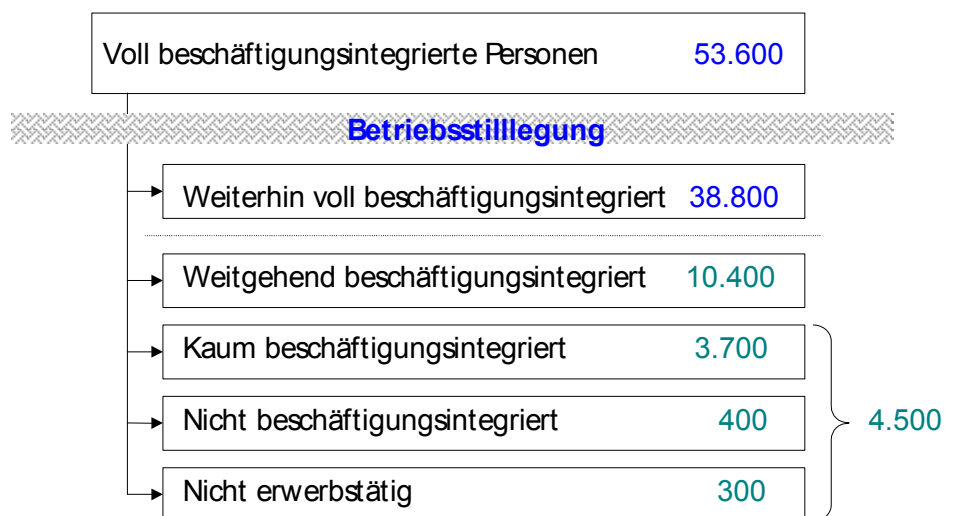 Voll beschäftigungsintegrierte Personen 53.600
Betriebsstilllegung
Weiterhin voll beschäftigungsintegriert 38.800
Weitgehend beschäftigungsintegriert 10.400
Kaum beschäftigungsintegriert 3.700
Nicht beschäftigungsintegriert 400 4.500
Nicht erwerbstätig 300